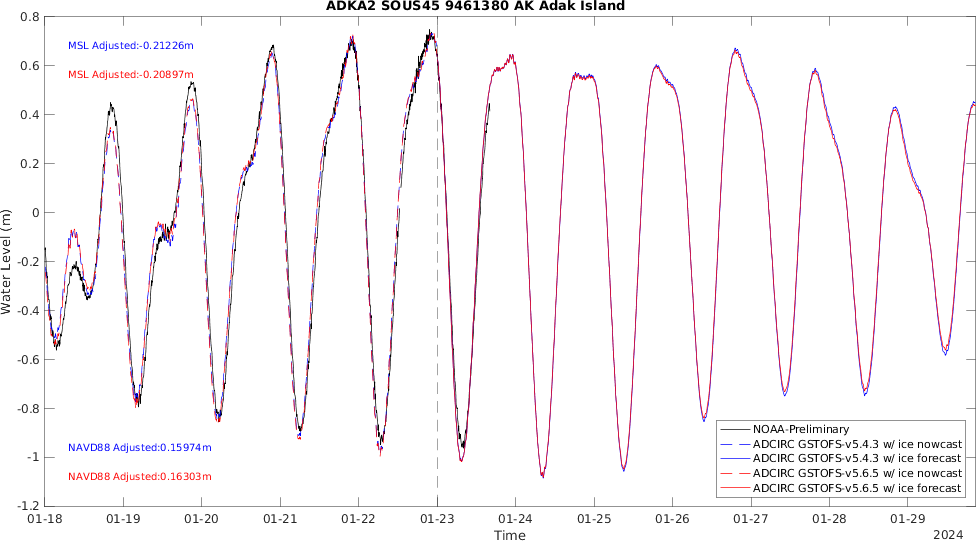 ADKA2 SOUS45 9461380 AK Adak Island
0.8
MSL Adjusted:-0.21226m
0.6
MSL Adjusted:-0.20897m
0.4
0.2
0
Water Level (m)
-0.2
-0.4
-0.6
-0.8
NOAA-Preliminary
NAVD88 Adjusted:0.15974m
ADCIRC GSTOFS-v5.4.3 w/ ice nowcast
-1
ADCIRC GSTOFS-v5.4.3 w/ ice forecast
NAVD88 Adjusted:0.16303m
ADCIRC GSTOFS-v5.6.5 w/ ice nowcast
ADCIRC GSTOFS-v5.6.5 w/ ice forecast
-1.2
01-18 01-19 01-20 01-21 01-22 01-23 01-24 01-25 01-26 01-27 01-28 01-29
Time
2024